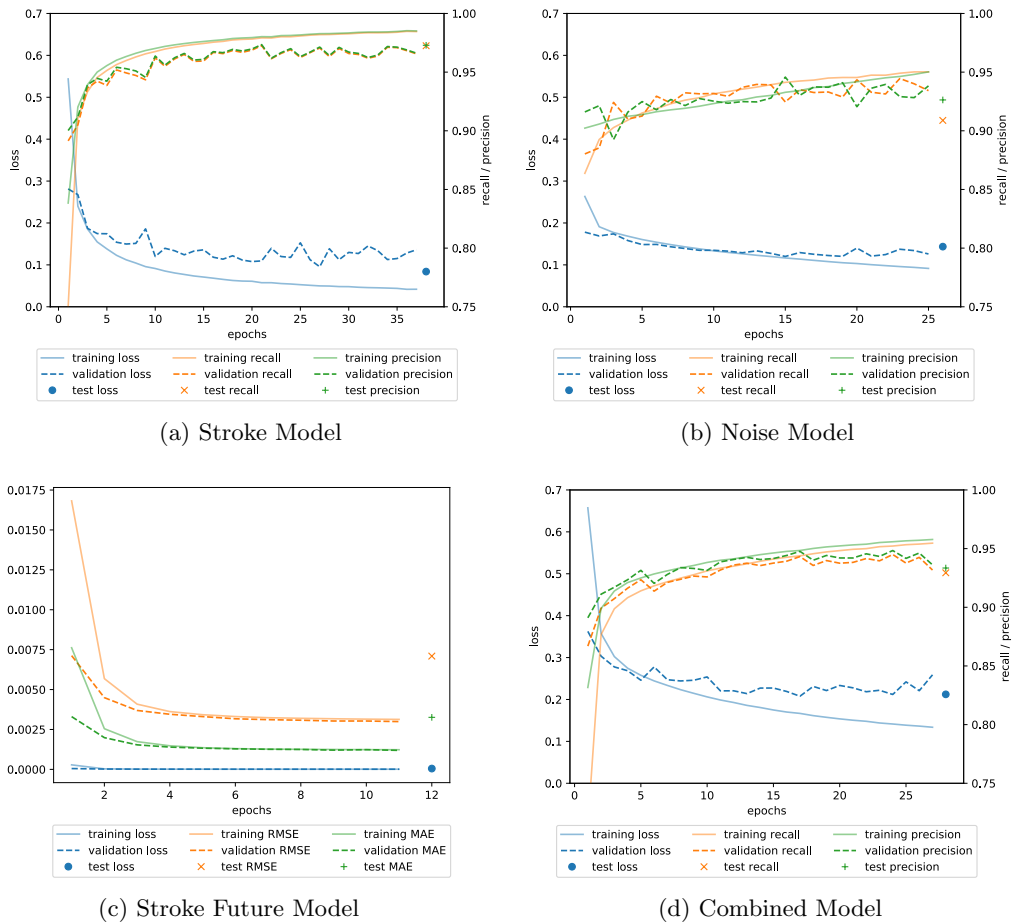 0.7
0.6
0.5
0.4
0.3
0.2
0.1
0.0
loss
1.00
0.95
0.90
0.85
0.80
0.75
recall / precision
0 5 10 15 20 25 30 35
epochs
training loss training recall training precision
validation loss validation recall validation precision
test loss test recall test precision
(a) Stroke Model
0.7
0.6
0.5
0.4
0.3
0.2
0.1
0.0
loss
1.00
0.95
0.90
0.85
0.80
0.75
recall / precision
0 5 10 15 20 25
epochs
training loss training recall training precision
validation loss validation recall validation precision
test loss test recall test precision
(b) Noise Model
0.0175
0.0150
0.0125
0.0100
0.0075
0.0050
0.0025
0.0000
2 4 6 8 10 12
epochs
training loss training RMSE training MAE
validation loss validation RMSE validation MAE
test loss test RMSE test MAE
(c) Stroke Future Model
0.7
0.6
0.5
0.4
0.3
0.2
0.1
0.0
loss
1.00
0.95
0.90
0.85
0.80
0.75
recall / precision
0 5 10 15 20 25
epochs
training loss training recall training precision
validation loss validation recall validation precision
test loss test recall test precision
(d) Combined Model